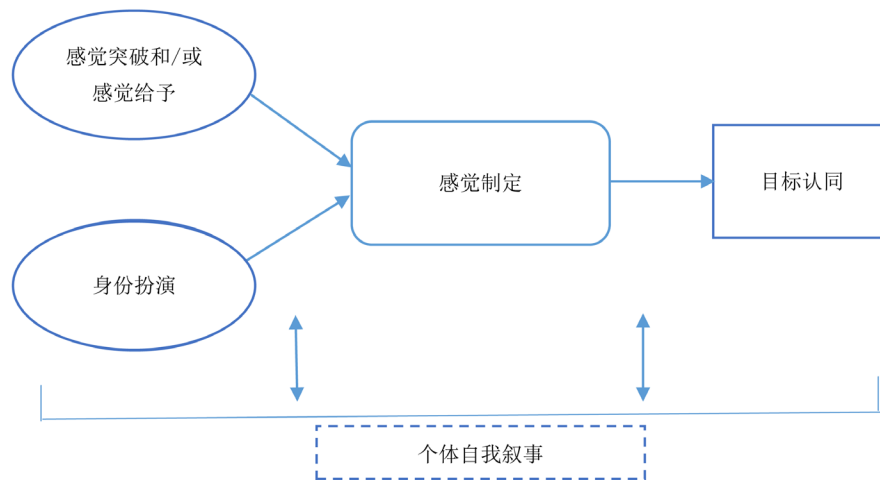 感觉突破和/或
感觉给予
感觉制定
目标认同
身份扮演
个体自我叙事